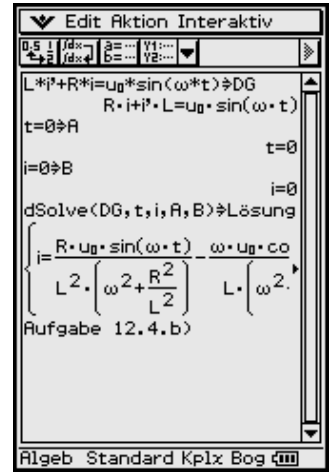 Edit Aktion Interaktiv
L*i'+R*i=u₀*sin(ω*t)⇒DG
R·i+i'·L=u₀·sin(ω·t)
t=0⇒A
t=0
i=0⇒B
i=0
dSolve(DG,t,i,A,B)⇒Lösung
{i=R·u₀·sin(ω·t)/(L²·(ω²+R²/L²))-ω·u₀·co/(L·(ω²·
Aufgabe 12.4.b)
Algeb Standard Kplx Bog